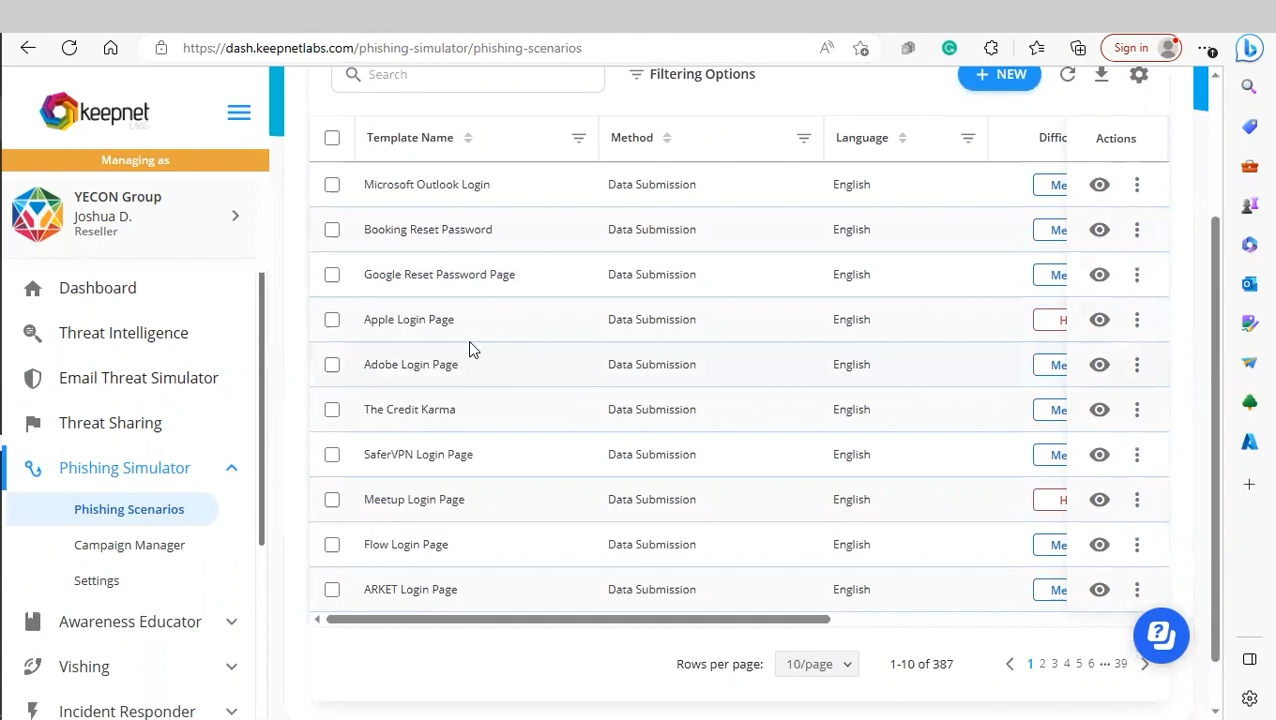 https://dash.keepnetlabs.com/phishing-simulator/phishing-scenarios
Sign in
keepnet
LABS
Managing as
YECON Group
Joshua D.
Reseller
Dashboard
Threat Intelligence
Email Threat Simulator
Threat Sharing
Phishing Simulator
Phishing Scenarios
Campaign Manager
Settings
Awareness Educator
Vishing
Incident Responder
Search
Filtering Options
+ NEW
Template Name Method Language Diffic Actions
Microsoft Outlook Login Data Submission English Me
Booking Reset Password Data Submission English Me
Google Reset Password Page Data Submission English Me
Apple Login Page Data Submission English H
Adobe Login Page Data Submission English Me
The Credit Karma Data Submission English Me
SaferVPN Login Page Data Submission English Me
Meetup Login Page Data Submission English H
Flow Login Page Data Submission English Me
ARKET Login Page Data Submission English Me
Rows per page: 10/page 1-10 of 387 1 2 3 4 5 6 ••• 39